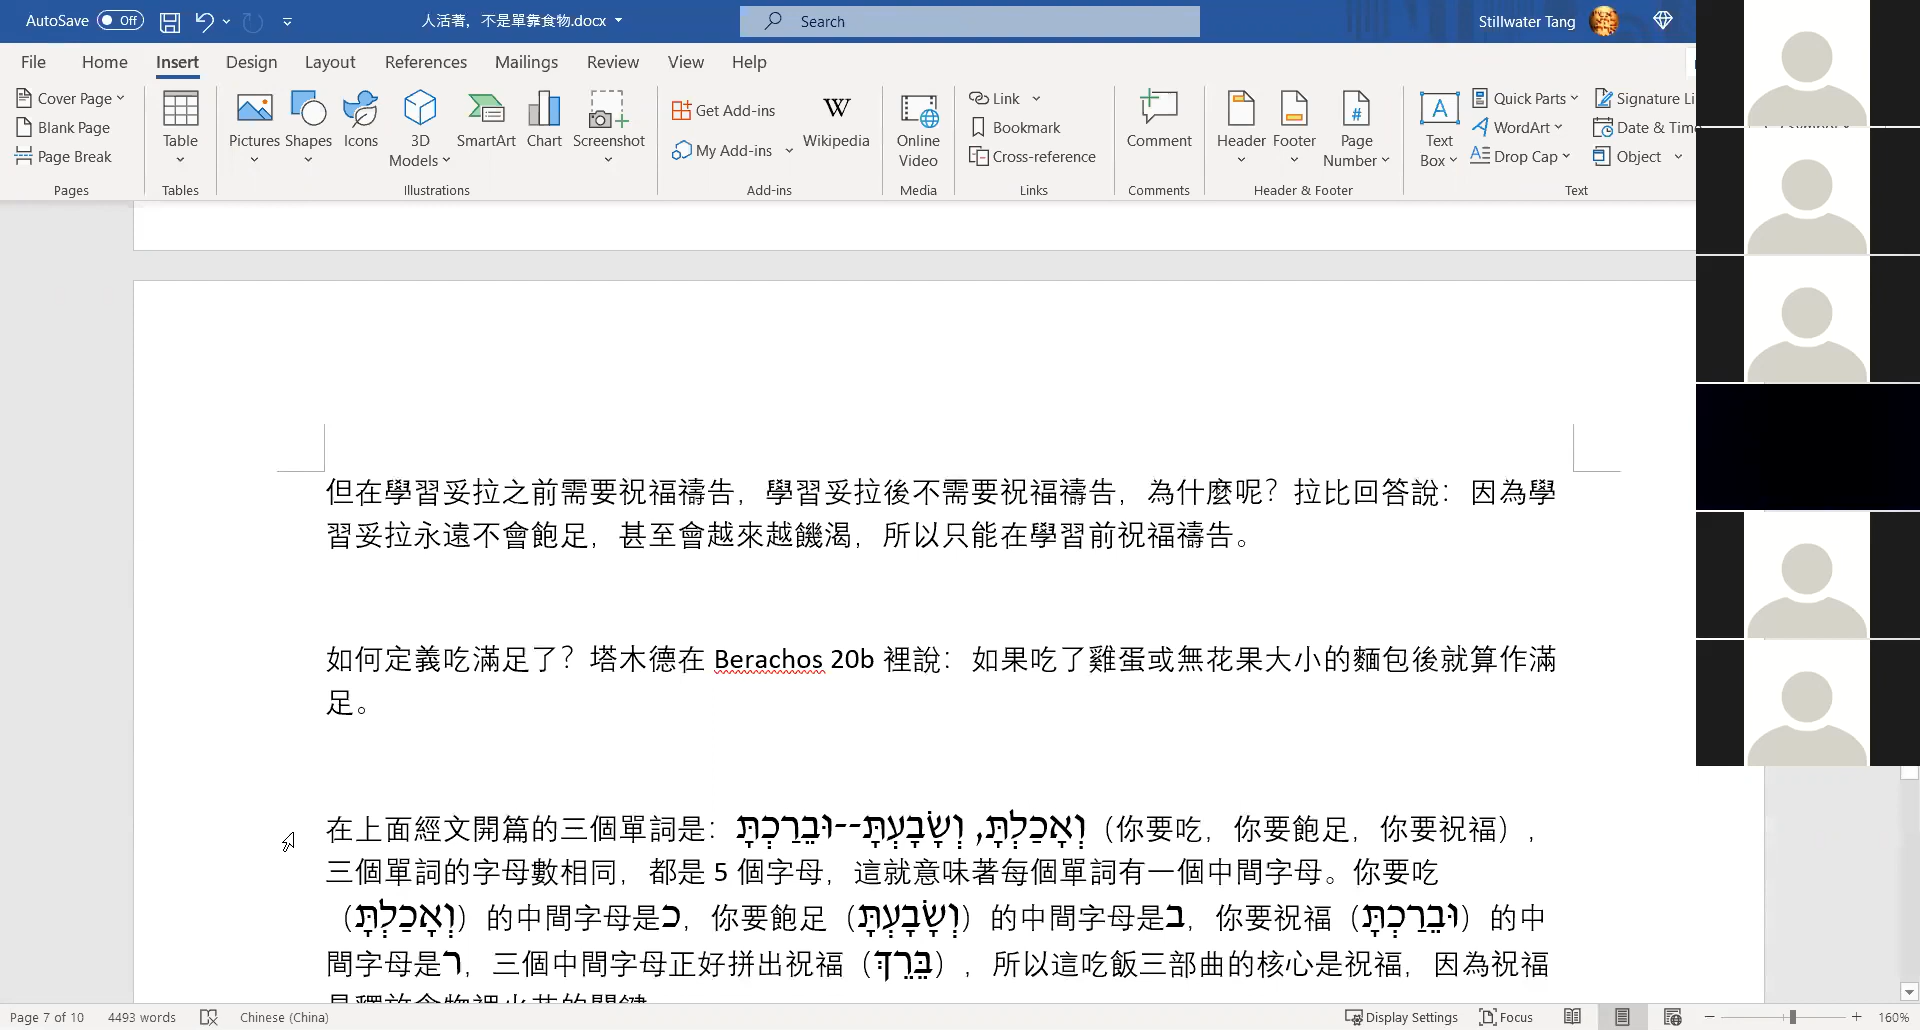 AutoSave Off 人活著，不是單靠食物.docx Search Stillwater Tang
File Home Insert Design Layout References Mailings Review View Help
Cover Page
Blank Page
Page Break
Pages
Table
Tables
Pictures Shapes Icons 3D Models SmartArt Chart Screenshot
Illustrations
Get Add-ins
My Add-ins
Wikipedia
Add-ins
Online Video
Media
Link
Bookmark
Cross-reference
Links
Comment
Comments
Header Footer Page Number
Header & Footer
Text Box
Quick Parts
WordArt
Drop Cap
Signature Li
Date & Tim
Object
Text
但在學習妥拉之前需要祝福禱告，學習妥拉後不需要祝福禱告，為什麼呢？拉比回答說：因為學
習妥拉永遠不會飽足，甚至會越來越饑渴，所以只能在學習前祝福禱告。
如何定義吃滿足了？塔木德在 Berachos 20b 裡說：如果吃了雞蛋或無花果大小的麵包後就算作滿
足。
在上面經文開篇的三個單詞是：וְאָכַלְתָּ, וְשָׂבָעְתָּ--וּבֵרַכְתָּ（你要吃，你要飽足，你要祝福），
三個單詞的字母數相同，都是 5 個字母，這就意味著每個單詞有一個中間字母。你要吃
（וְאָכַלְתָּ）的中間字母是כ，你要飽足（וְשָׂבָעְתָּ）的中間字母是ב，你要祝福（וּבֵרַכְתָּ）的中
間字母是ר，三個中間字母正好拼出祝福（בֵּרֵךְ），所以這吃飯三部曲的核心是祝福，因為祝福
Page 7 of 10 4493 words Chinese (China) Display Settings Focus 160%